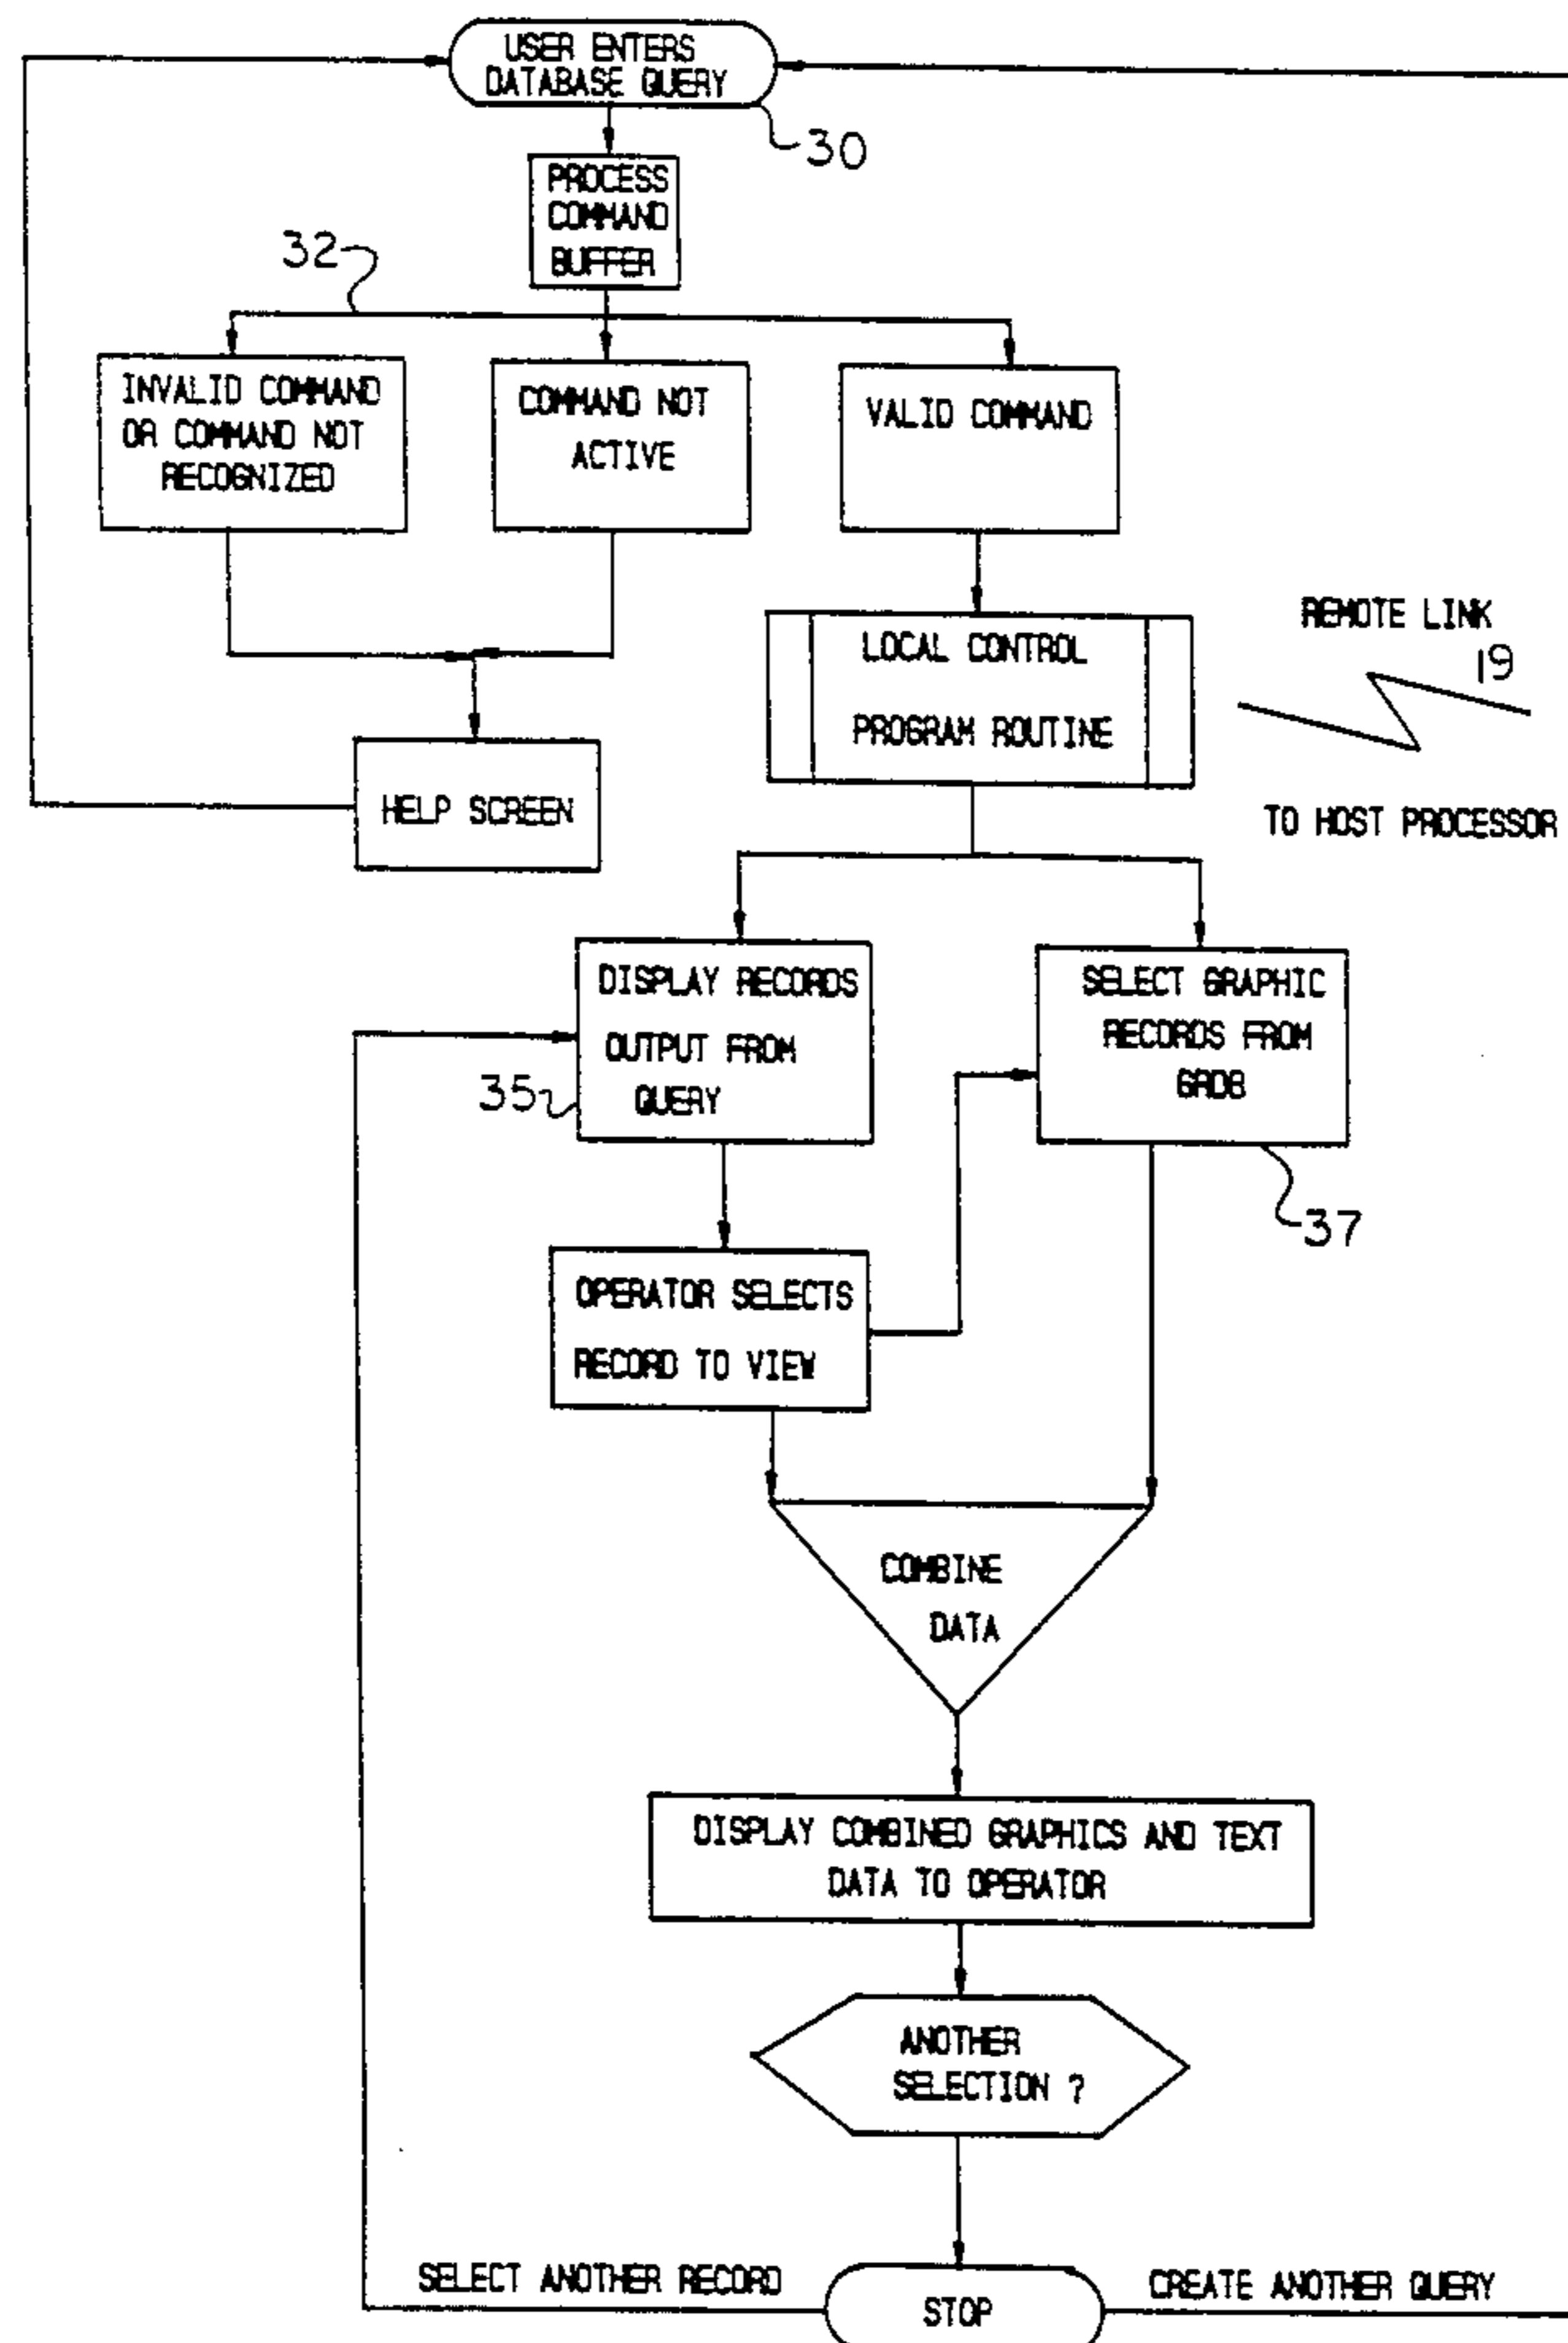 USER ENTERS
DATABASE QUERY
30
PROCESS
COMMAND
BUFFER
32
INVALID COMMAND
OR COMMAND NOT
RECOGNIZED
COMMAND NOT
ACTIVE
VALID COMMAND
LOCAL CONTROL
PROGRAM ROUTINE
REMOTE LINK
19
TO HOST PROCESSOR
HELP SCREEN
DISPLAY RECORDS
OUTPUT FROM
QUERY
35
SELECT GRAPHIC
RECORDS FROM
GRDB
37
OPERATOR SELECTS
RECORD TO VIEW
COMBINE
DATA
DISPLAY COMBINED GRAPHICS AND TEXT
DATA TO OPERATOR
ANOTHER
SELECTION ?
SELECT ANOTHER RECORD
STOP
CREATE ANOTHER QUERY